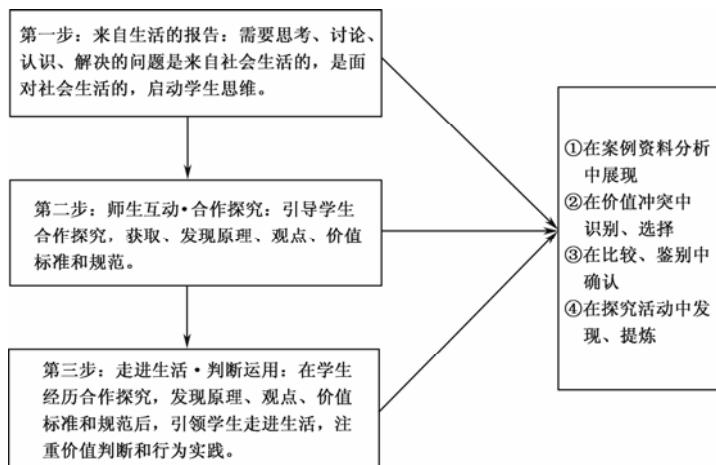 第一步：来自生活的报告：需要思考、讨论、
认识、解决的问题是来自社会生活的，是面
对社会生活的，启动学生思维。
第二步：师生互动·合作探究：引导学生
合作探究，获取、发现原理、观点、价值
标准和规范。
第三步：走进生活·判断运用：在学生
经历合作探究，发现原理、观点、价值
标准和规范后，引领学生走进生活，注
重价值判断和行为实践。
①在案例资料分析
中展现
②在价值冲突中
识别、选择
③在比较、鉴别中
确认
④在探究活动中发
现、提炼